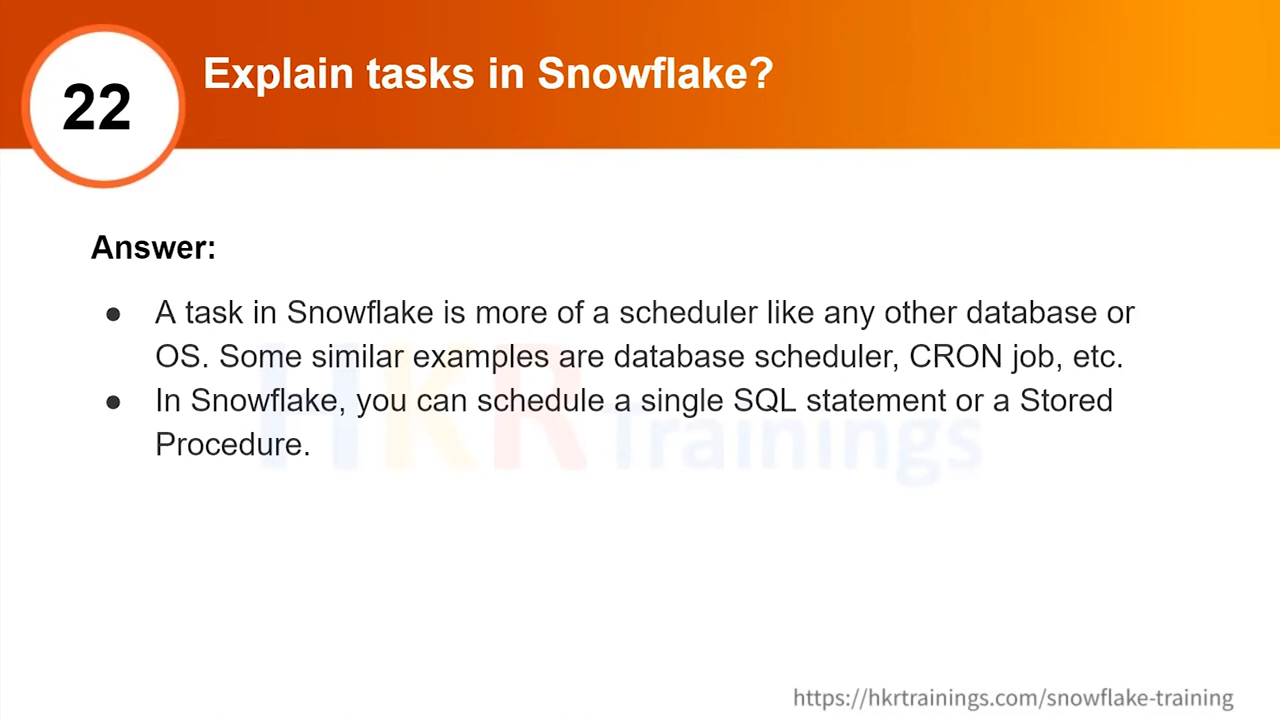 22
Explain tasks in Snowflake?
Answer:
● A task in Snowflake is more of a scheduler like any other database or
OS. Some similar examples are database scheduler, CRON job, etc.
● In Snowflake, you can schedule a single SQL statement or a Stored
Procedure.
HKR Trainings
https://hkrtrainings.com/snowflake-training